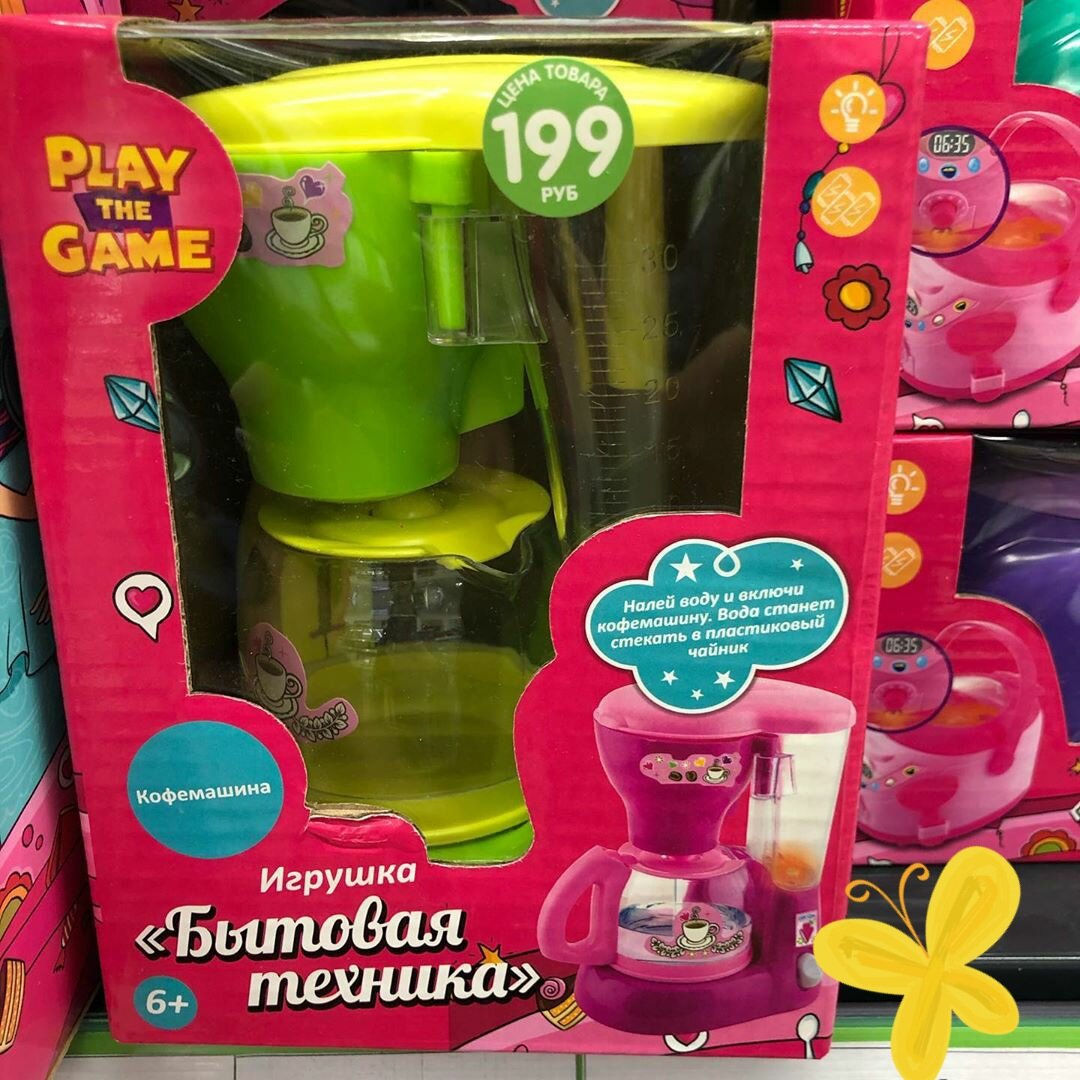 PLAY
THE
GAME
ЦЕНА ТОВАРА
199
РУБ
30
25
20
06:35
Налей воду и включи
кофемашину. Вода станет
стекать в пластиковый
чайник
06:35
Кофемашина
Игрушка
«Бытовая
техника»
6+